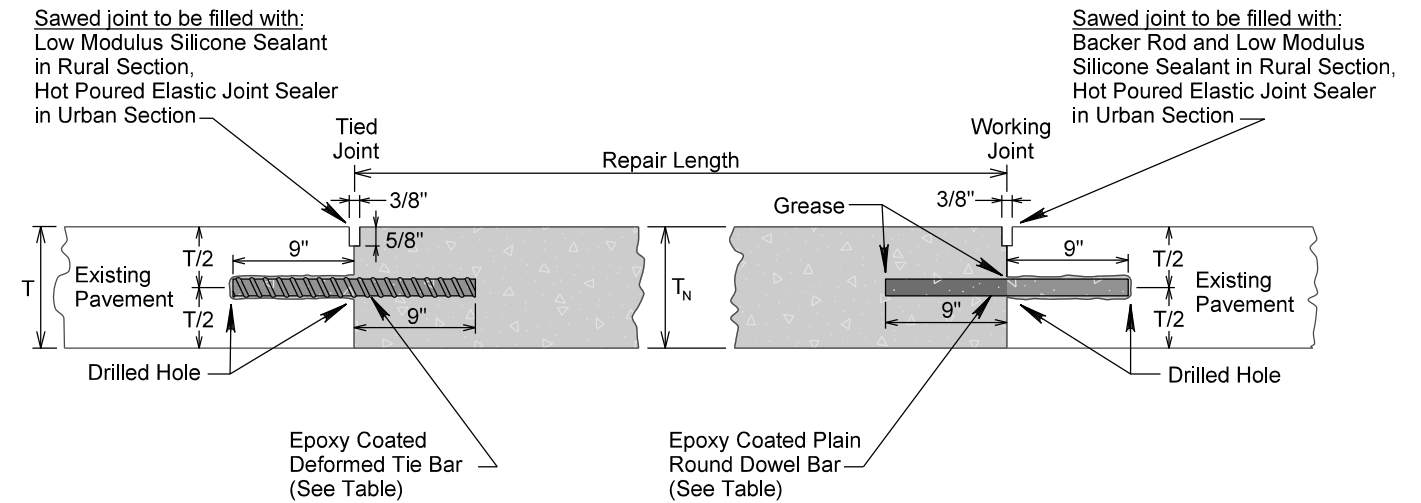 Sawed joint to be filled with:
Low Modulus Silicone Sealant
in Rural Section,
Hot Poured Elastic Joint Sealer
in Urban Section
Sawed joint to be filled with:
Backer Rod and Low Modulus
Silicone Sealant in Rural Section,
Hot Poured Elastic Joint Sealer
in Urban Section
Tied
Joint
Working
Joint
Repair Length
3/8"
Grease
3/8"
5/8"
T
Existing
Pavement
T/2
T/2
9"
9"
TN
9"
9"
T/2
T/2
Existing
Pavement
Drilled Hole
Drilled Hole
Epoxy Coated
Deformed Tie Bar
(See Table)
Epoxy Coated Plain
Round Dowel Bar
(See Table)